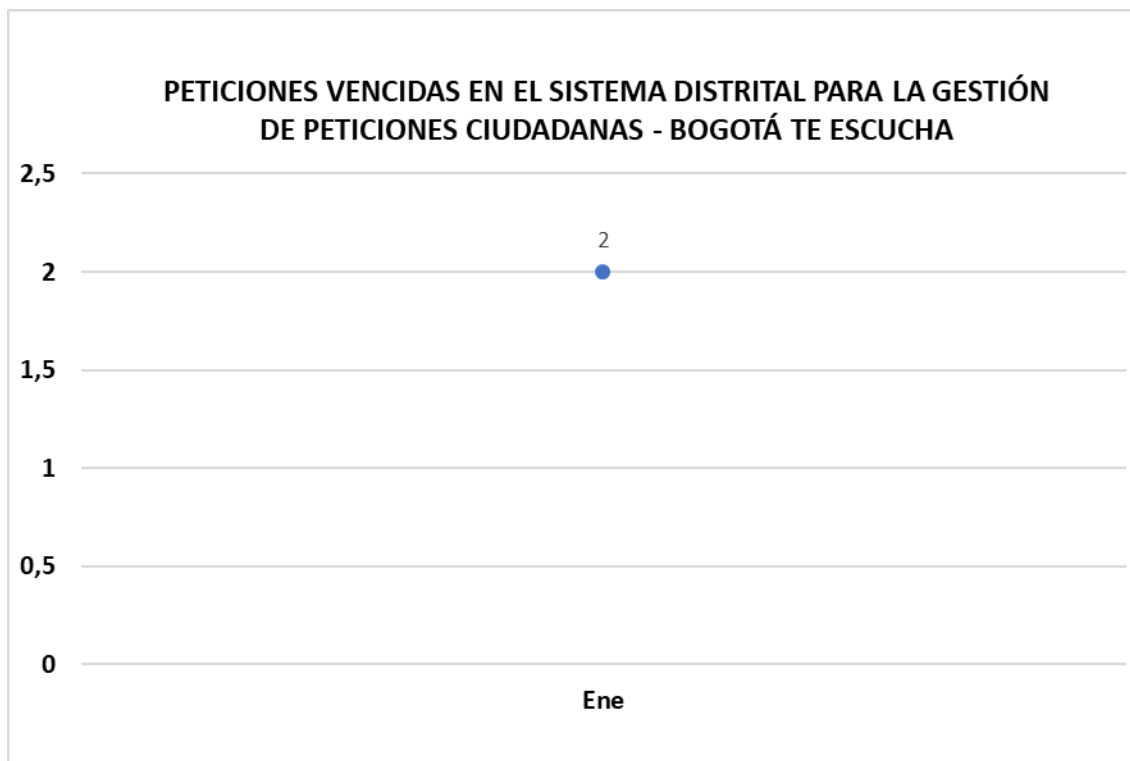 PETICIONES VENCIDAS EN EL SISTEMA DISTRITAL PARA LA GESTIÓN
DE PETICIONES CIUDADANAS - BOGOTÁ TE ESCUCHA
2,5
2
2
1,5
1
0,5
0
Ene